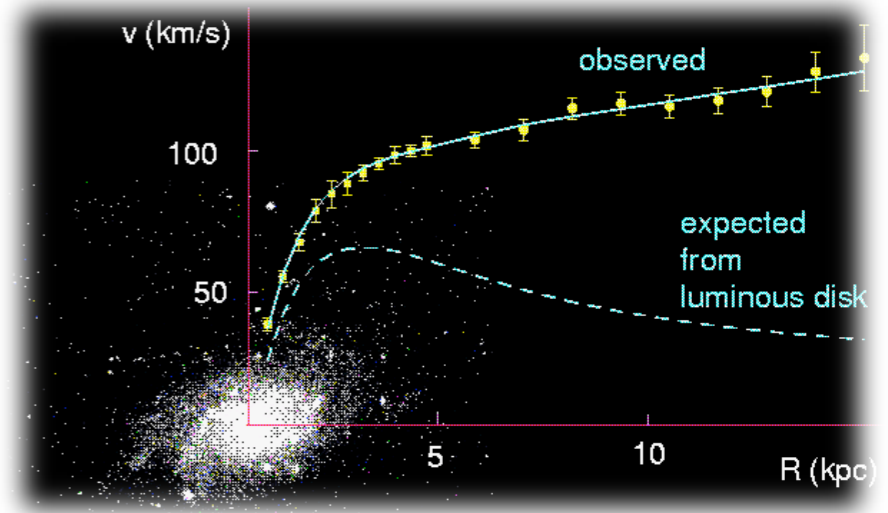 v (km/s)
observed
100
expected
from
luminous disk
50
5
10
R (kpc)